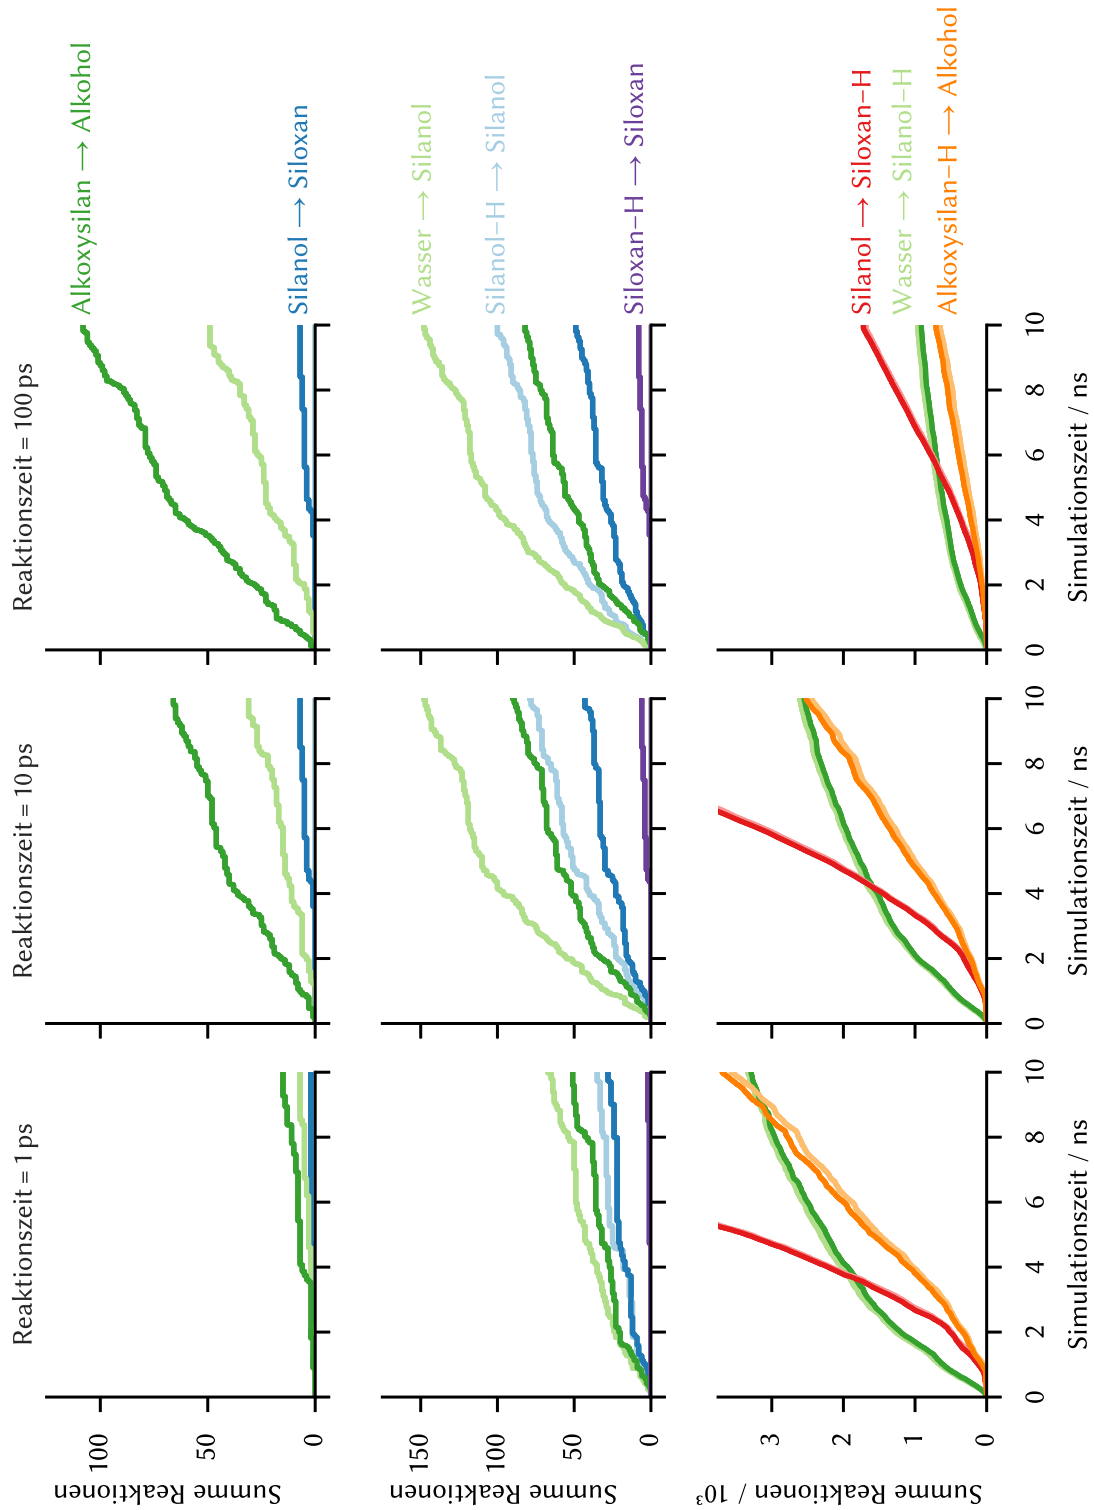 Reaktionszeit = 1 ps
Reaktionszeit = 10 ps
Reaktionszeit = 100 ps
Summe Reaktionen
100
50
0
Alkoxysilan ⟶ Alkohol
Silanol ⟶ Siloxan
Summe Reaktionen
150
100
50
0
Wasser ⟶ Silanol
Silanol–H ⟶ Silanol
Siloxan–H ⟶ Siloxan
Summe Reaktionen / 10³
3
2
1
0
Silanol ⟶ Siloxan–H
Wasser ⟶ Silanol–H
Alkoxysilan–H ⟶ Alkohol
0 2 4 6 8 10
0 2 4 6 8 10
0 2 4 6 8 10
Simulationszeit / ns
Simulationszeit / ns
Simulationszeit / ns